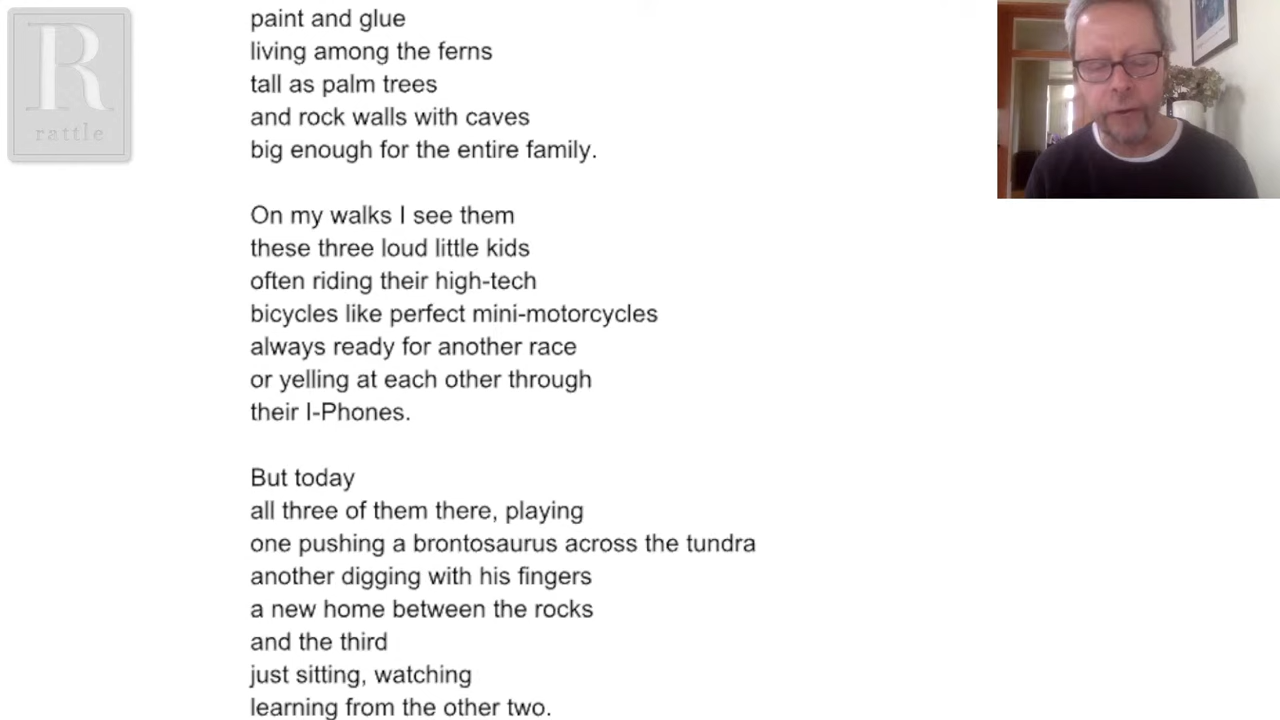 R
rattle
paint and glue
living among the ferns
tall as palm trees
and rock walls with caves
big enough for the entire family.
On my walks I see them
these three loud little kids
often riding their high-tech
bicycles like perfect mini-motorcycles
always ready for another race
or yelling at each other through
their I-Phones.
But today
all three of them there, playing
one pushing a brontosaurus across the tundra
another digging with his fingers
a new home between the rocks
and the third
just sitting, watching
learning from the other two.